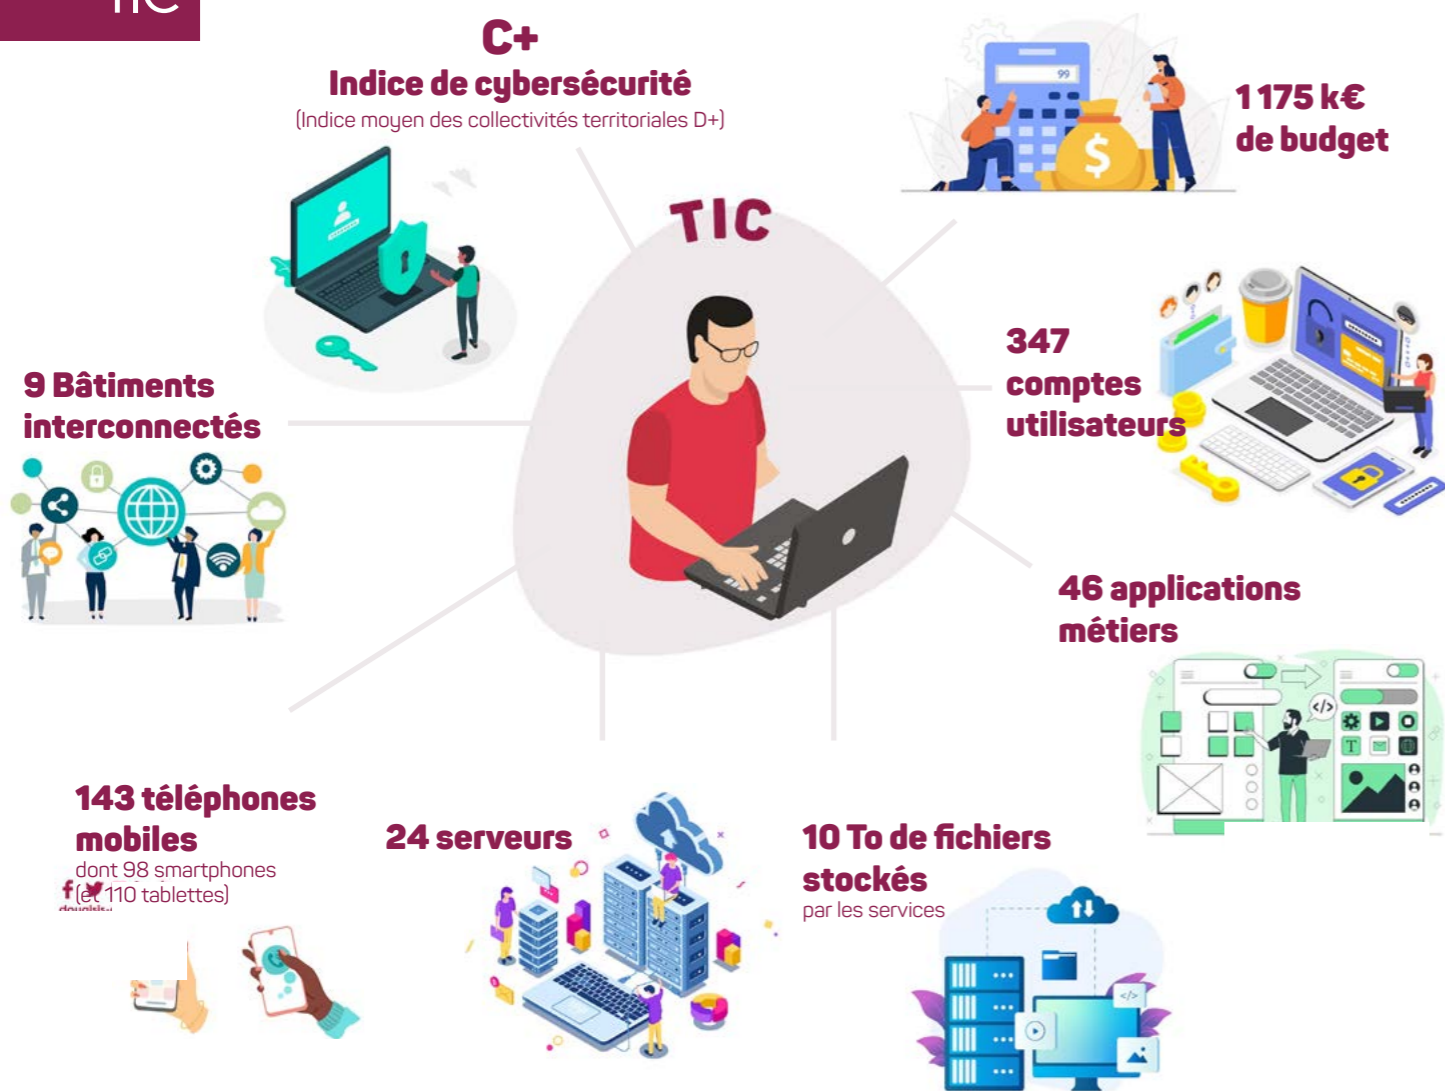 TIC
C+
Indice de cybersécurité
(Indice moyen des collectivités territoriales D+)
99
1 175 k€
de budget
TIC
347
comptes
utilisateurs
9 Bâtiments
interconnectés
46 applications
métiers
</>
T
143 téléphones
mobiles
dont 98 smartphones
(et 110 tablettes)
24 serveurs
10 To de fichiers
stockés
par les services
</>